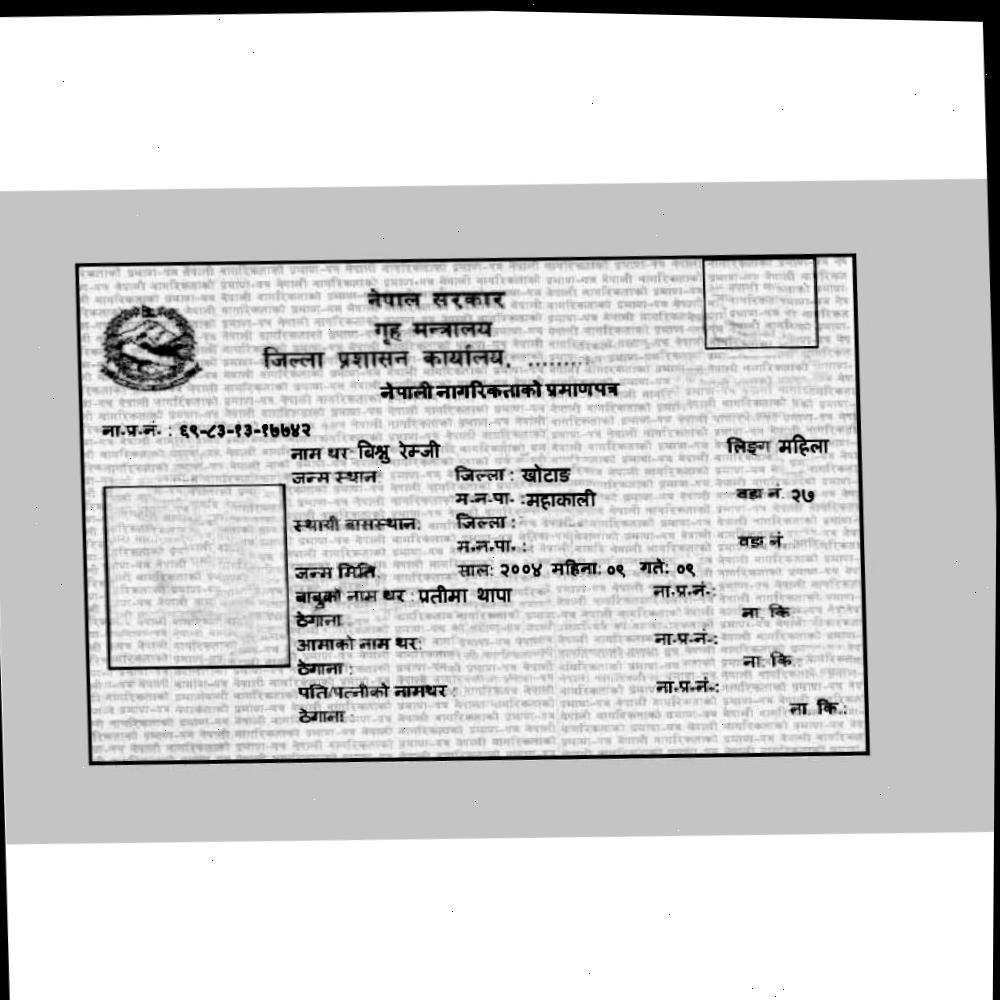 नेपाल सरकार
गृह मन्त्रालय
जिल्ला प्रशासन कार्यालय, ..........
नेपाली नागरिकताको प्रमाणपत्र
ना.प्र.नं. : ६९-८३-१३-१७७४२
नाम थर बिश्नु रेम्जी लिङ्ग महिला
जन्म स्थान: जिल्ला : खोटाङ
म.न.पा. :महाकाली वडा नं. २७
स्थायी बासस्थान: जिल्ला :
म.न.पा. : वडा नं.
जन्म मिति: साल: २००४ महिना: ०९ गते: ०९
बाबुको नाम थर : प्रतीमा थापा ना.प्र.नं.:
ठेगाना ना. कि
आमाको नाम थर: ना.प्र.नं.:
ठेगाना : ना. कि.
पति/पत्नीको नामथर : ना.प्र.नं.:
ठेगाना : ना कि.: